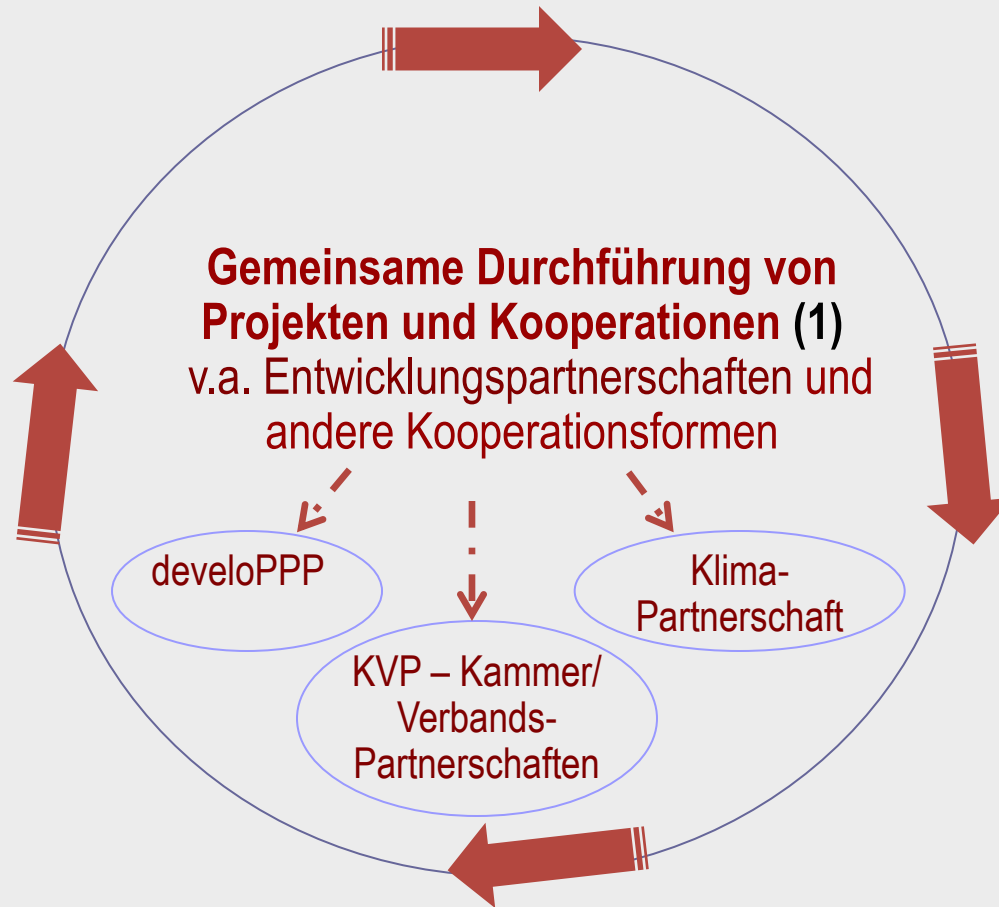 Gemeinsame Durchführung von
Projekten und Kooperationen (1)
v.a. Entwicklungspartnerschaften und
andere Kooperationsformen
develoPPP
Klima-
Partnerschaft
KVP – Kammer/
Verbands-
Partnerschaften